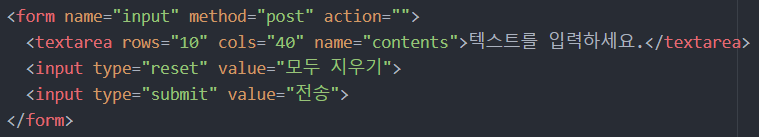 <form name="input" method="post" action="">
  <textarea rows="10" cols="40" name="contents">텍스트를 입력하세요.</textarea>
  <input type="reset" value="모두 지우기">
  <input type="submit" value="전송">
</form>